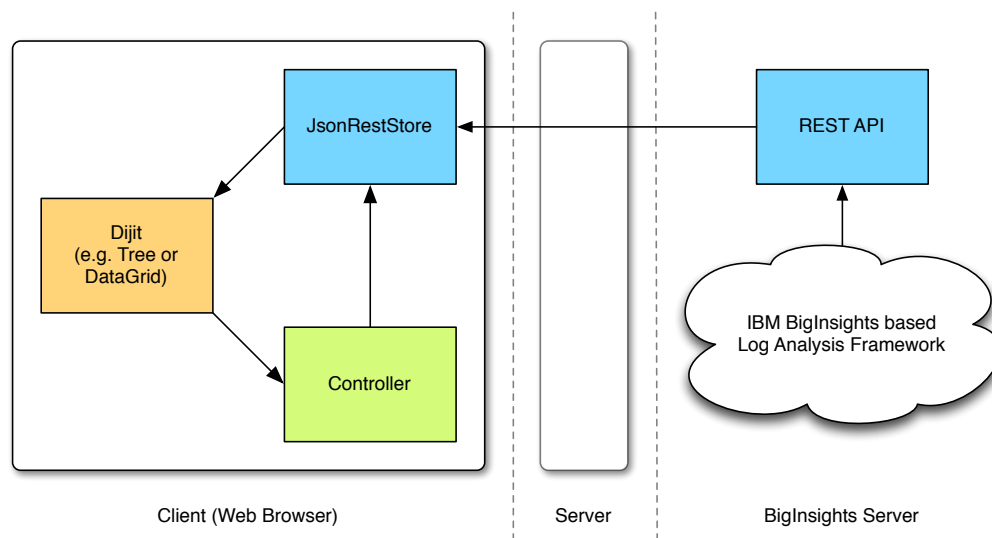 JsonRestStore
REST API
Dijit
(e.g. Tree or
DataGrid)
IBM BigInsights based
Log Analysis Framework
Controller
Client (Web Browser)
Server
BigInsights Server